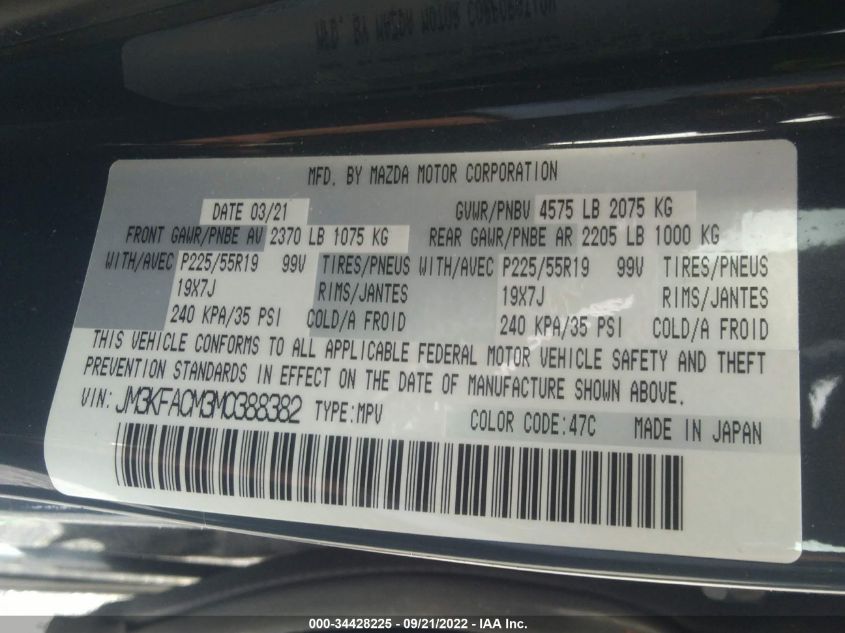 MFD. BY MAZDA MOTOR CORPORATION
DATE 03/21 GVWR/PNBV 4575 LB 2075 KG
FRONT GAWR/PNBE AV 2370 LB 1075 KG REAR GAWR/PNBE AR 2205 LB 1000 KG
WITH/AVEC P225/55R19 99V TIRES/PNEUS WITH/AVEC P225/55R19 99V TIRES/PNEUS
19X7J RIMS/JANTES 19X7J RIMS/JANTES
240 KPA/35 PSI COLD/A FROID 240 KPA/35 PSI COLD/A FROID
THIS VEHICLE CONFORMS TO ALL APPLICABLE FEDERAL MOTOR VEHICLE SAFETY AND THEFT
PREVENTION STANDARDS IN EFFECT ON THE DATE OF MANUFACTURE SHOWN ABOVE.
VIN: JM3KFACM3M0388382 TYPE:MPV COLOR CODE:47C MADE IN JAPAN
000-34428225 - 09/21/2022 - IAA Inc.